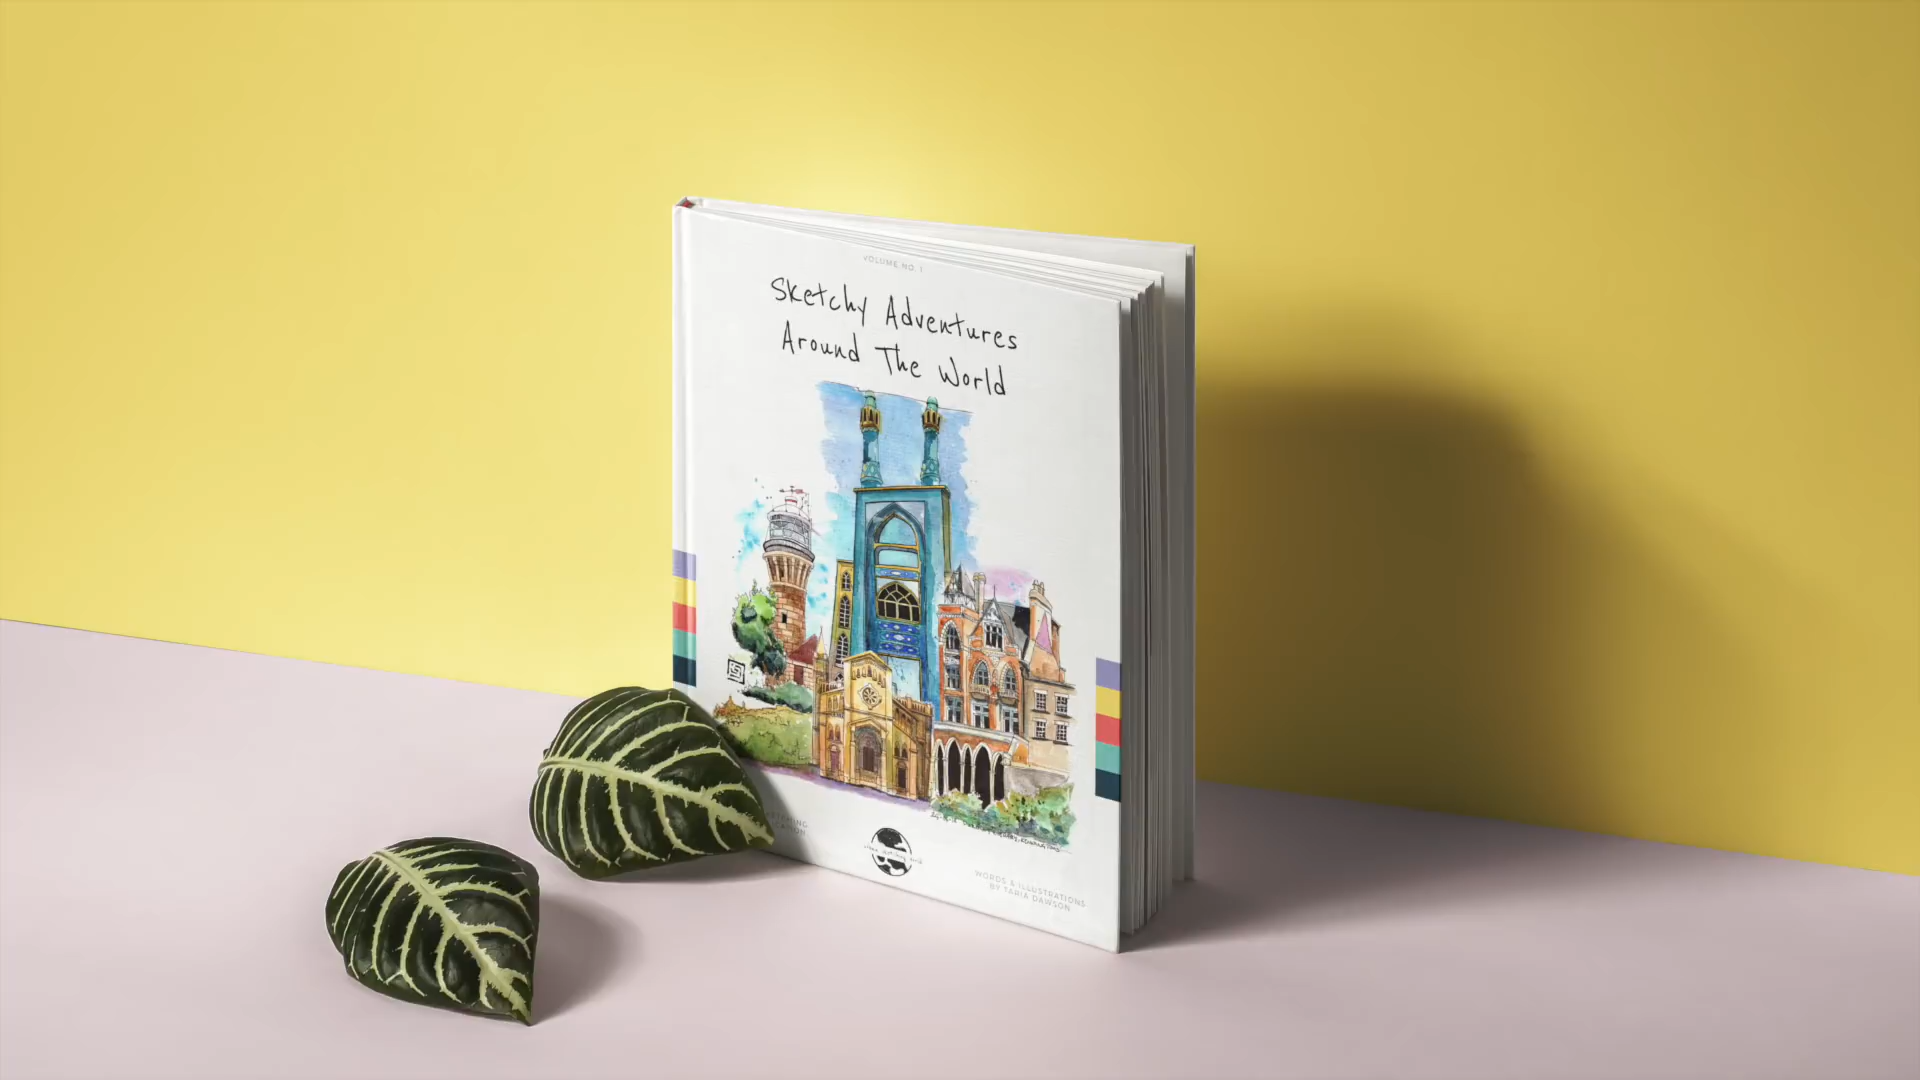 VOLUME NO. 1
Sketchy Adventures
Around The World
WORDS & ILLUSTRATIONS
BY TARIA DAWSON